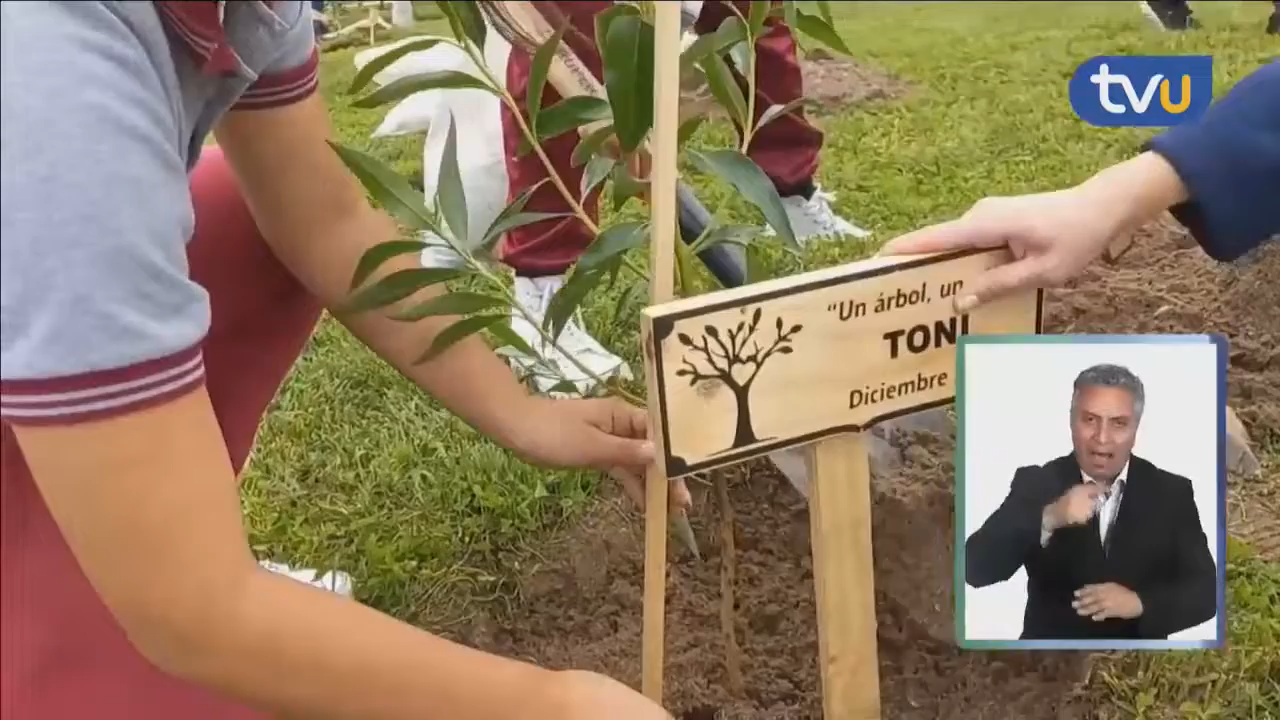 tvu
“Un árbol, un
TONI
Diciembre